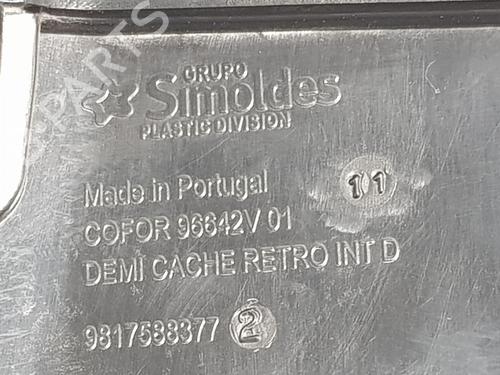 GRUPO
Simoldes
PLASTIC DIVISION
Made in Portugal
11
COFOR 96642V 01
DEMI CACHE RETRO INT D
9817588377 2